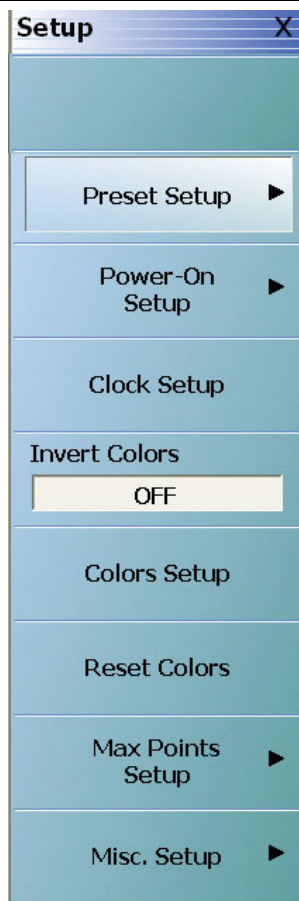 Setup X
Preset Setup
Power-On
Setup
Clock Setup
Invert Colors
OFF
Colors Setup
Reset Colors
Max Points
Setup
Misc. Setup